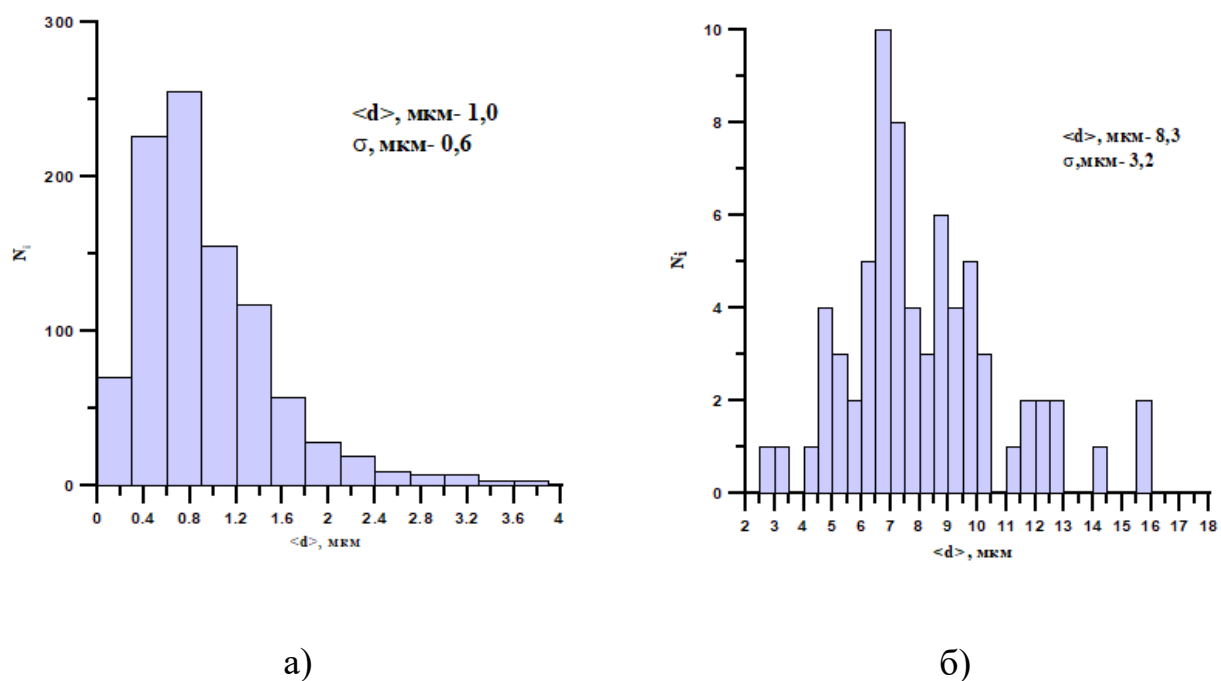 300
200
100
0
N
<d>, мкм- 1,0
σ, мкм- 0,6
0 0.4 0.8 1.2 1.6 2 2.4 2.8 3.2 3.6 4
<d>, мкм
а)
10
8
6
4
2
0
Ni
<d>, мкм- 8,3
σ,мкм- 3,2
2 3 4 5 6 7 8 9 10 11 12 13 14 15 16 17 18
<d> , мкм
б)